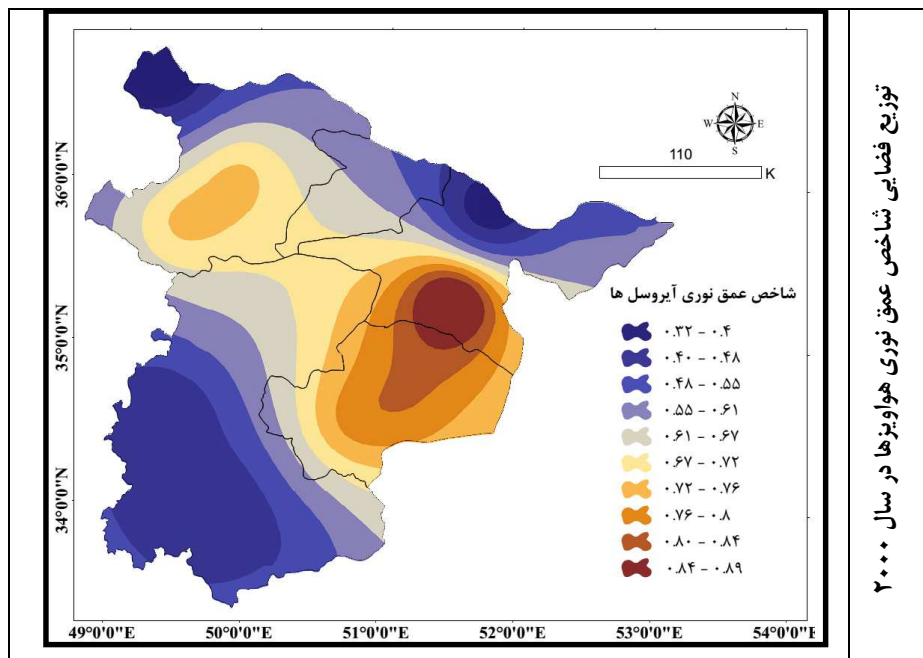 توزیع فضایی شاخص عمق نوری هواویزها در سال ۲۰۰۰
N
W E
S
110
K
شاخص عمق نوری آیروسل ها
۰.۳۲ - ۰.۴
۰.۴۰ - ۰.۴۸
۰.۴۸ - ۰.۵۵
۰.۵۵ - ۰.۶۱
۰.۶۱ - ۰.۶۷
۰.۶۷ - ۰.۷۲
۰.۷۲ - ۰.۷۶
۰.۷۶ - ۰.۸
۰.۸۰ - ۰.۸۴
۰.۸۴ - ۰.۸۹
36°0'0"N
35°0'0"N
34°0'0"N
49°0'0"E 50°0'0"E 51°0'0"E 52°0'0"E 53°0'0"E 54°0'0"E